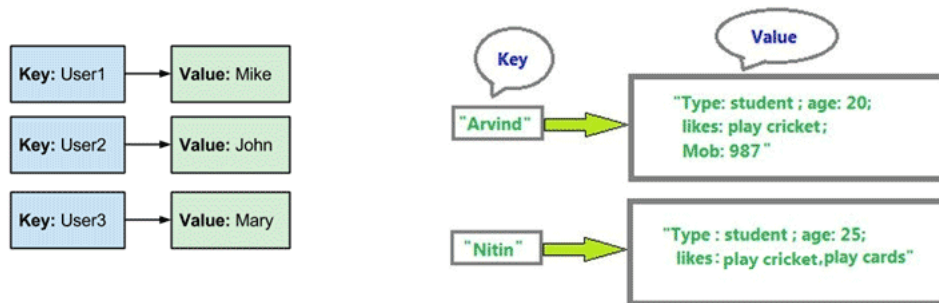 Key: User1
Value: Mike
Key: User2
Value: John
Key: User3
Value: Mary
Key
Value
"Arvind"
"Type: student ; age: 20;
likes: play cricket;
Mob: 987"
"Nitin"
"Type : student ; age: 25;
likes: play cricket,play cards"